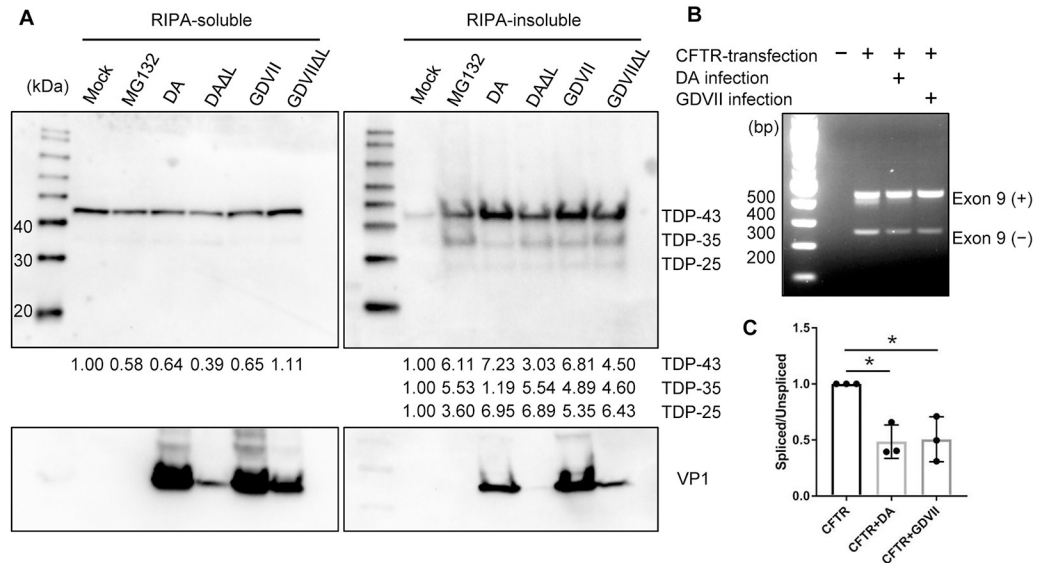 A
RIPA-soluble
RIPA-insoluble
(kDa)
Mock
MG132
DA
DAΔL
GDVII
GDVIIΔL
Mock
MG132
DA
DAΔL
GDVII
GDVIIΔL
40
30
20
TDP-43
TDP-35
TDP-25
1.00 0.58 0.64 0.39 0.65 1.11
1.00 6.11 7.23 3.03 6.81 4.50 TDP-43
1.00 5.53 1.19 5.54 4.89 4.60 TDP-35
1.00 3.60 6.95 6.89 5.35 6.43 TDP-25
VP1
B
CFTR-transfection − + + +
DA infection +
GDVII infection +
(bp)
500
400
300
200
Exon 9 (+)
Exon 9 (−)
C
Spliced/Unspliced
1.5
1.0
0.5
0.0
*
*
CFTR
CFTR+DA
CFTR+GDVII